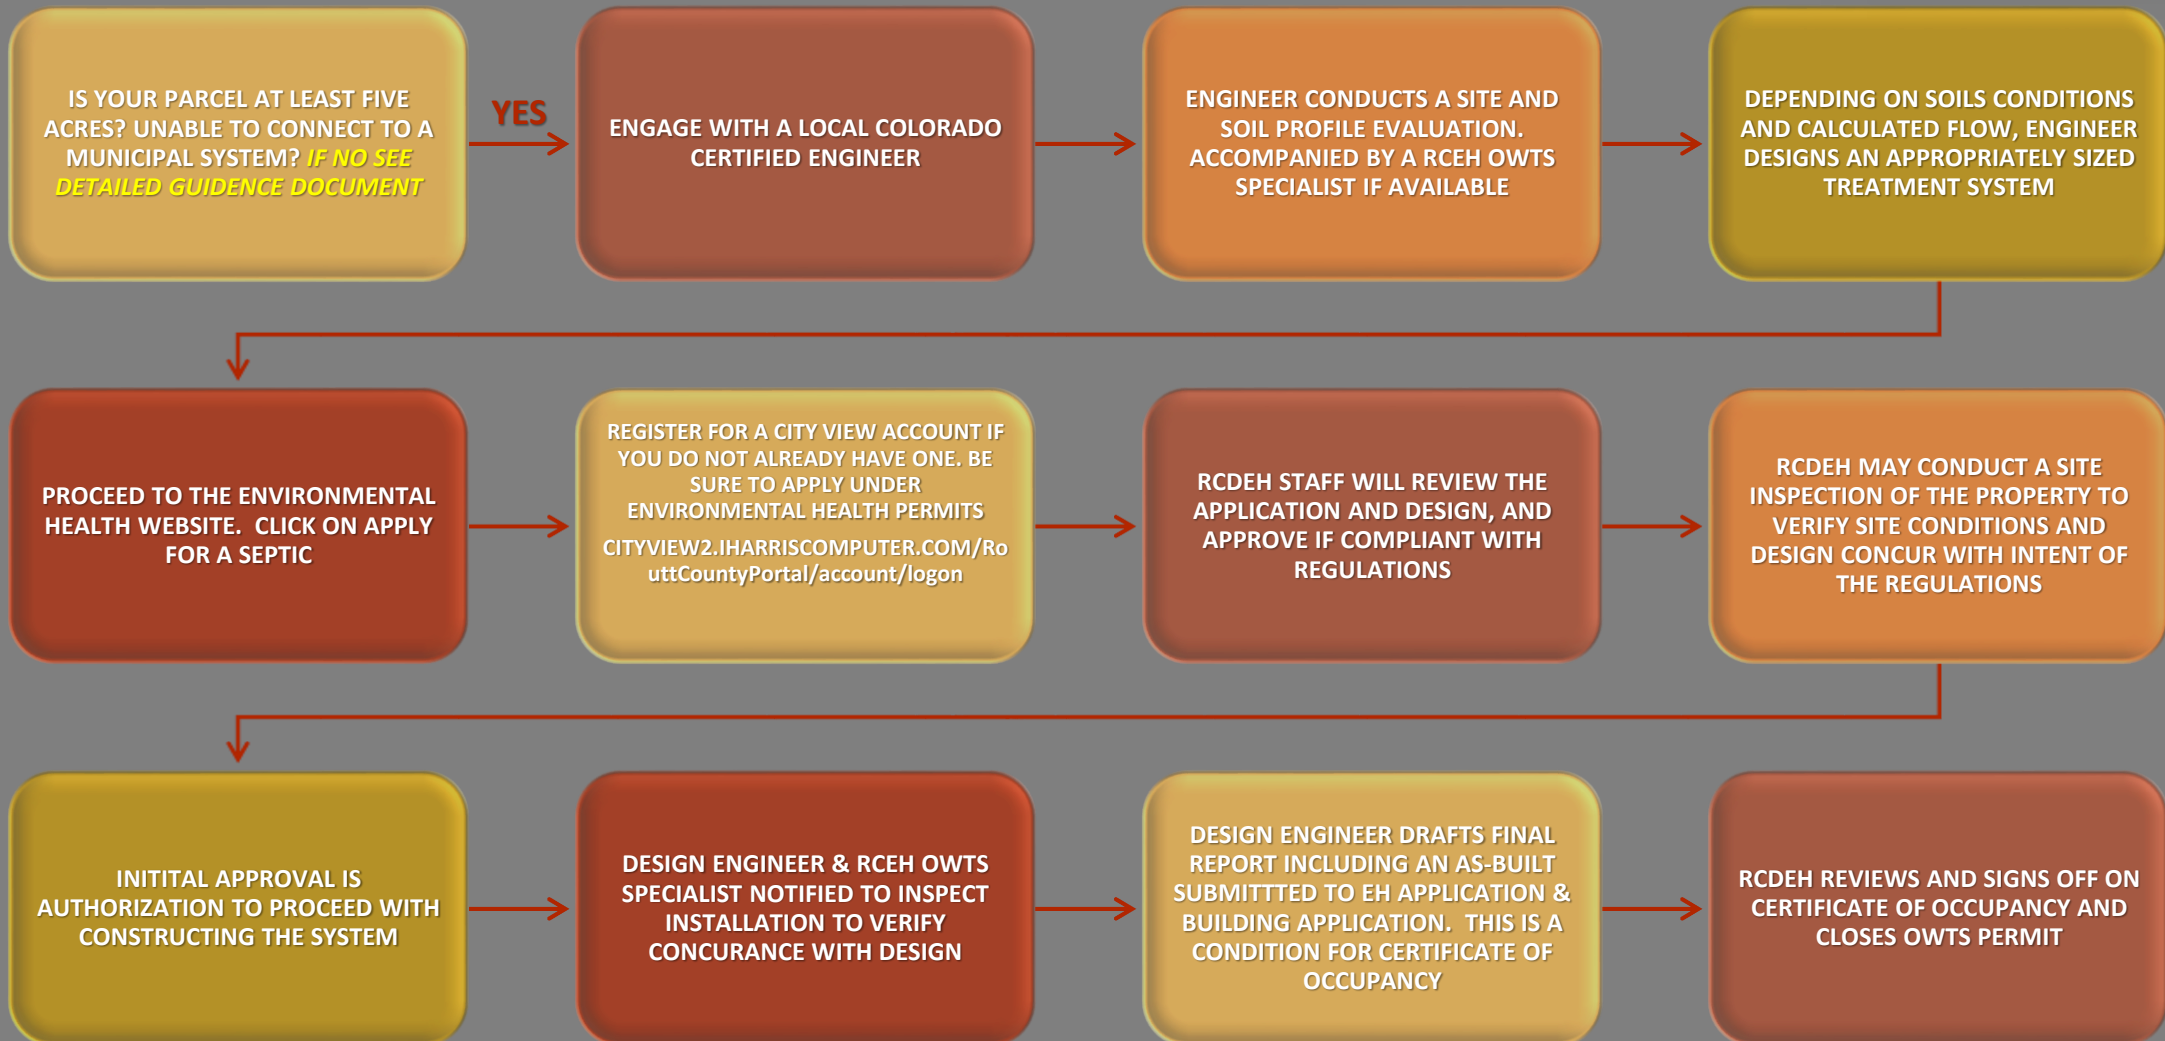 IS YOUR PARCEL AT LEAST FIVE
ACRES? UNABLE TO CONNECT TO A
MUNICIPAL SYSTEM? IF NO SEE
DETAILED GUIDENCE DOCUMENT
YES
ENGAGE WITH A LOCAL COLORADO
CERTIFIED ENGINEER
ENGINEER CONDUCTS A SITE AND
SOIL PROFILE EVALUATION.
ACCOMPANIED BY A RCEH OWTS
SPECIALIST IF AVAILABLE
DEPENDING ON SOILS CONDITIONS
AND CALCULATED FLOW, ENGINEER
DESIGNS AN APPROPRIATELY SIZED
TREATMENT SYSTEM
PROCEED TO THE ENVIRONMENTAL
HEALTH WEBSITE. CLICK ON APPLY
FOR A SEPTIC
REGISTER FOR A CITY VIEW ACCOUNT IF
YOU DO NOT ALREADY HAVE ONE. BE
SURE TO APPLY UNDER
ENVIRONMENTAL HEALTH PERMITS
CITYVIEW2.IHARRISCOMPUTER.COM/Ro
uttCountyPortal/account/logon
RCDEH STAFF WILL REVIEW THE
APPLICATION AND DESIGN, AND
APPROVE IF COMPLIANT WITH
REGULATIONS
RCDEH MAY CONDUCT A SITE
INSPECTION OF THE PROPERTY TO
VERIFY SITE CONDITIONS AND
DESIGN CONCUR WITH INTENT OF
THE REGULATIONS
INITITAL APPROVAL IS
AUTHORIZATION TO PROCEED WITH
CONSTRUCTING THE SYSTEM
DESIGN ENGINEER & RCEH OWTS
SPECIALIST NOTIFIED TO INSPECT
INSTALLATION TO VERIFY
CONCURANCE WITH DESIGN
DESIGN ENGINEER DRAFTS FINAL
REPORT INCLUDING AN AS-BUILT
SUBMITTTED TO EH APPLICATION &
BUILDING APPLICATION. THIS IS A
CONDITION FOR CERTIFICATE OF
OCCUPANCY
RCDEH REVIEWS AND SIGNS OFF ON
CERTIFICATE OF OCCUPANCY AND
CLOSES OWTS PERMIT